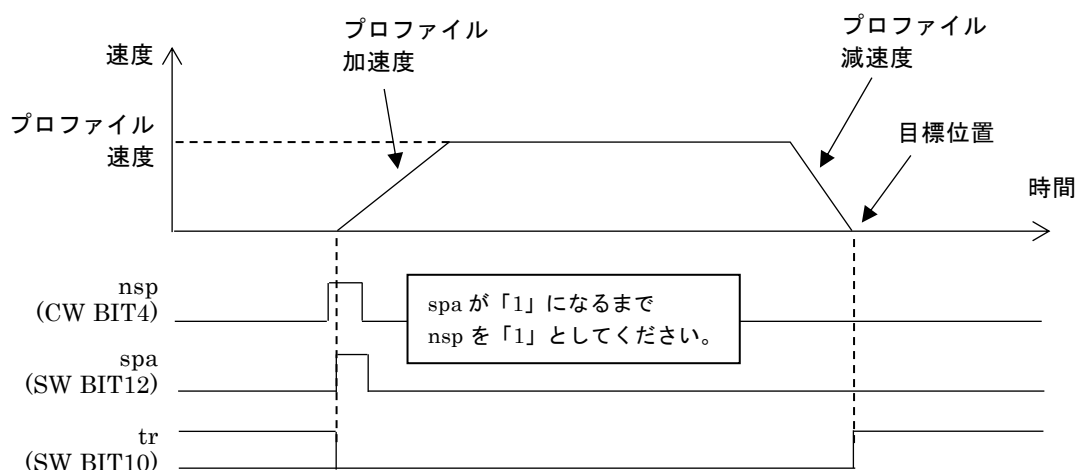 プロファイル
加速度
プロファイル
減速度
速度
プロファイル
速度
目標位置
時間
nsp
(CW BIT4)
spa が「1」になるまで
nsp を「1」としてください。
spa
(SW BIT12)
tr
(SW BIT10)